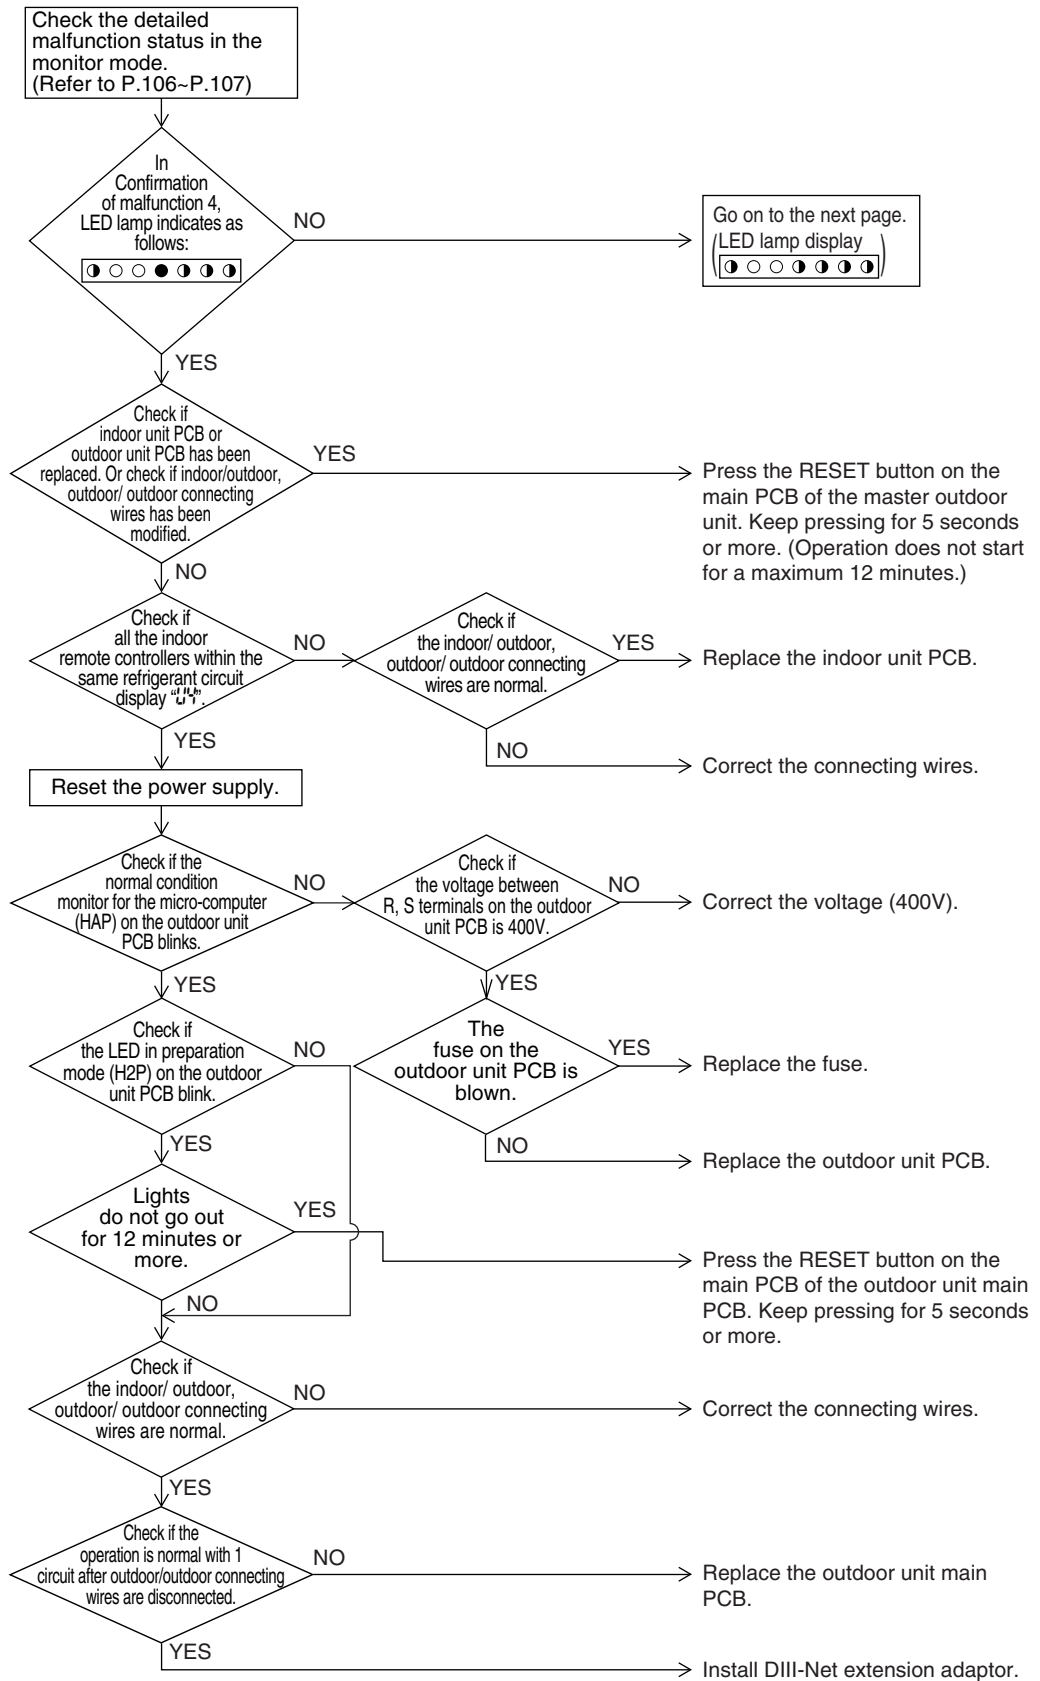 Check the detailed
malfunction status in the
monitor mode.
(Refer to P.106~P.107)
In
Confirmation
of malfunction 4,
LED lamp indicates as
follows:
NO
Go on to the next page.
LED lamp display
YES
Check if
indoor unit PCB or
outdoor unit PCB has been
replaced. Or check if indoor/outdoor,
outdoor/ outdoor connecting
wires has been
modified.
YES
Press the RESET button on the
main PCB of the master outdoor
unit. Keep pressing for 5 seconds
or more. (Operation does not start
for a maximum 12 minutes.)
NO
Check if
all the indoor
remote controllers within the
same refrigerant circuit
display “U4”.
NO
Check if
the indoor/ outdoor,
outdoor/ outdoor connecting
wires are normal.
YES
Replace the indoor unit PCB.
NO
Correct the connecting wires.
YES
Reset the power supply.
Check if the
normal condition
monitor for the micro-computer
(HAP) on the outdoor unit
PCB blinks.
NO
Check if
the voltage between
R, S terminals on the outdoor
unit PCB is 400V.
NO
Correct the voltage (400V).
YES
YES
Check if
the LED in preparation
mode (H2P) on the outdoor
unit PCB blink.
NO
The
fuse on the
outdoor unit PCB is
blown.
YES
Replace the fuse.
NO
Replace the outdoor unit PCB.
YES
Lights
do not go out
for 12 minutes or
more.
YES
Press the RESET button on the
main PCB of the outdoor unit main
PCB. Keep pressing for 5 seconds
or more.
NO
Check if
the indoor/ outdoor,
outdoor/ outdoor connecting
wires are normal.
NO
Correct the connecting wires.
YES
Check if the
operation is normal with 1
circuit after outdoor/outdoor connecting
wires are disconnected.
NO
Replace the outdoor unit main
PCB.
YES
Install DIII-Net extension adaptor.